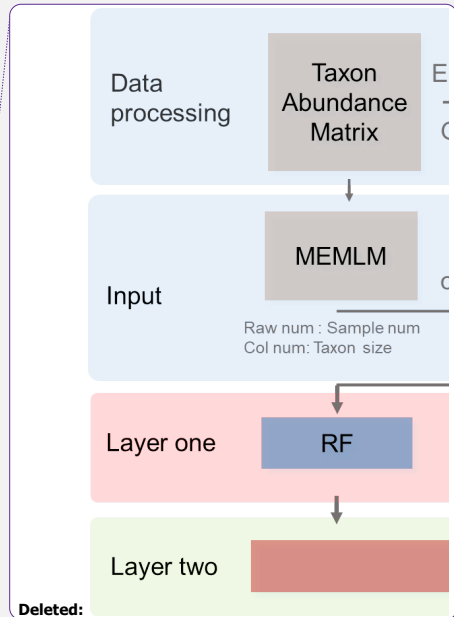 Data
processing
Taxon
Abundance
Matrix
E
Input
MEMLM
Raw num : Sample num
Col num: Taxon size
Layer one
RF
Layer two
Deleted: